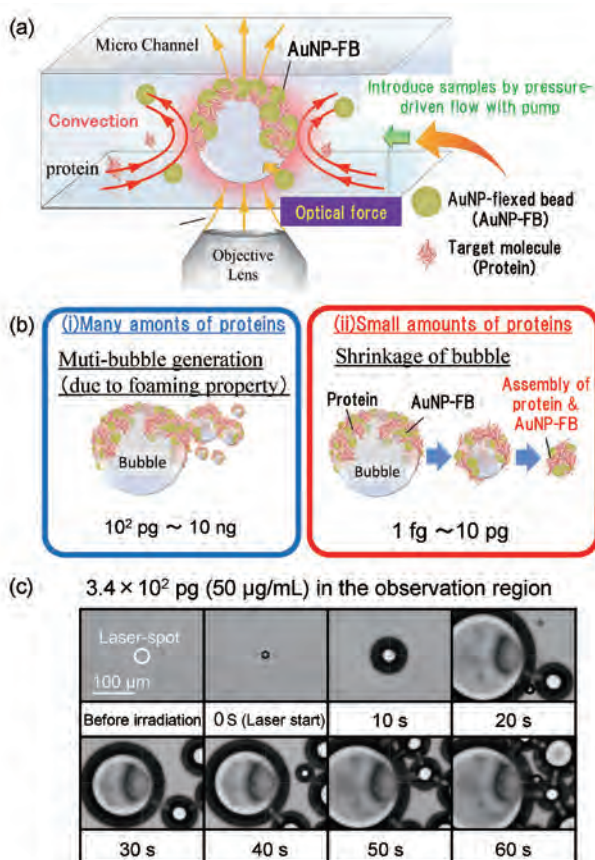 (a)
Micro Channel
AuNP-FB
Introduce samples by pressure-
driven flow with pump
Convection
protein
Optical force
AuNP-fiexed bead
(AuNP-FB)
Objective
Lens
Target molecule
(Protein)
(b)
(i)Many amonts of proteins
Muti-bubble generation
(due to foaming property)
Bubble
10² pg ～ 10 ng
(ii)Small amounts of proteins
Shrinkage of bubble
Protein
AuNP-FB
Assembly of
protein &
AuNP-FB
Bubble
1 fg ～10 pg
(c)
3.4 × 10² pg (50 μg/mL) in the observation region
Laser-spot
100 μm
Before irradiation
0 S (Laser start)
10 s
20 s
30 s
40 s
50 s
60 s